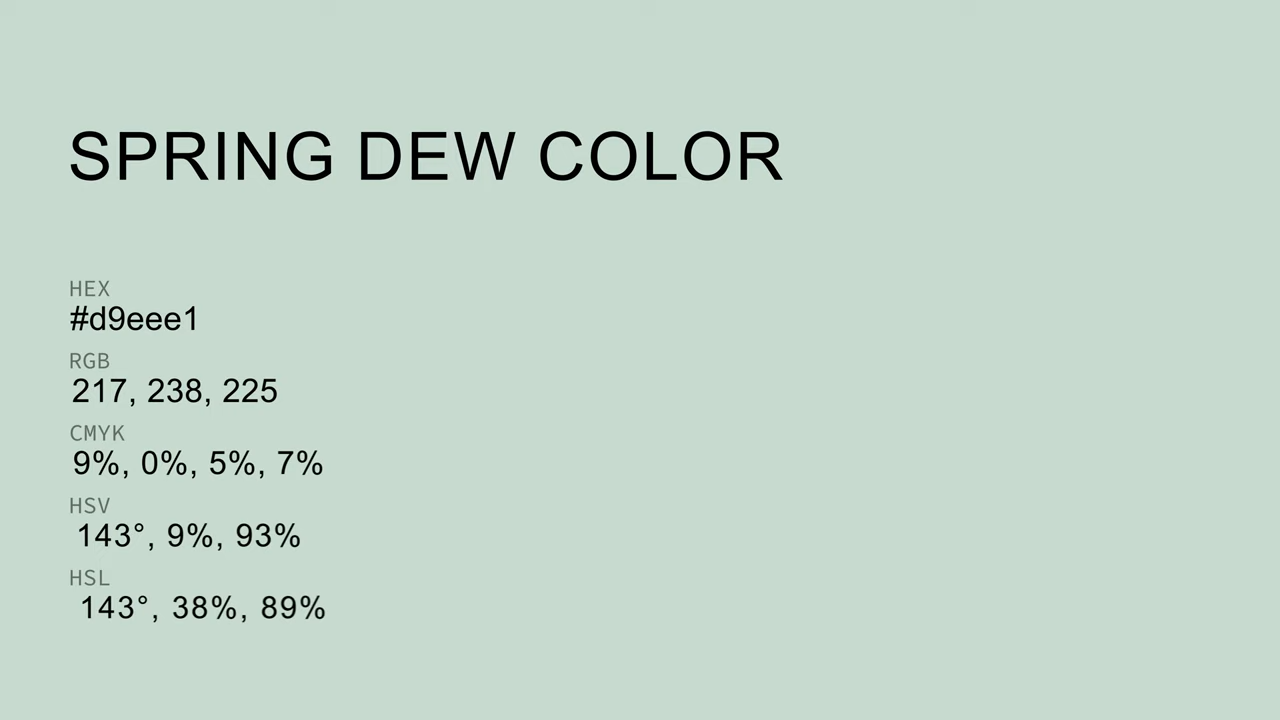 SPRING DEW COLOR
HEX
#d9eee1
RGB
217, 238, 225
CMYK
9%, 0%, 5%, 7%
HSV
143°, 9%, 93%
HSL
143°, 38%, 89%